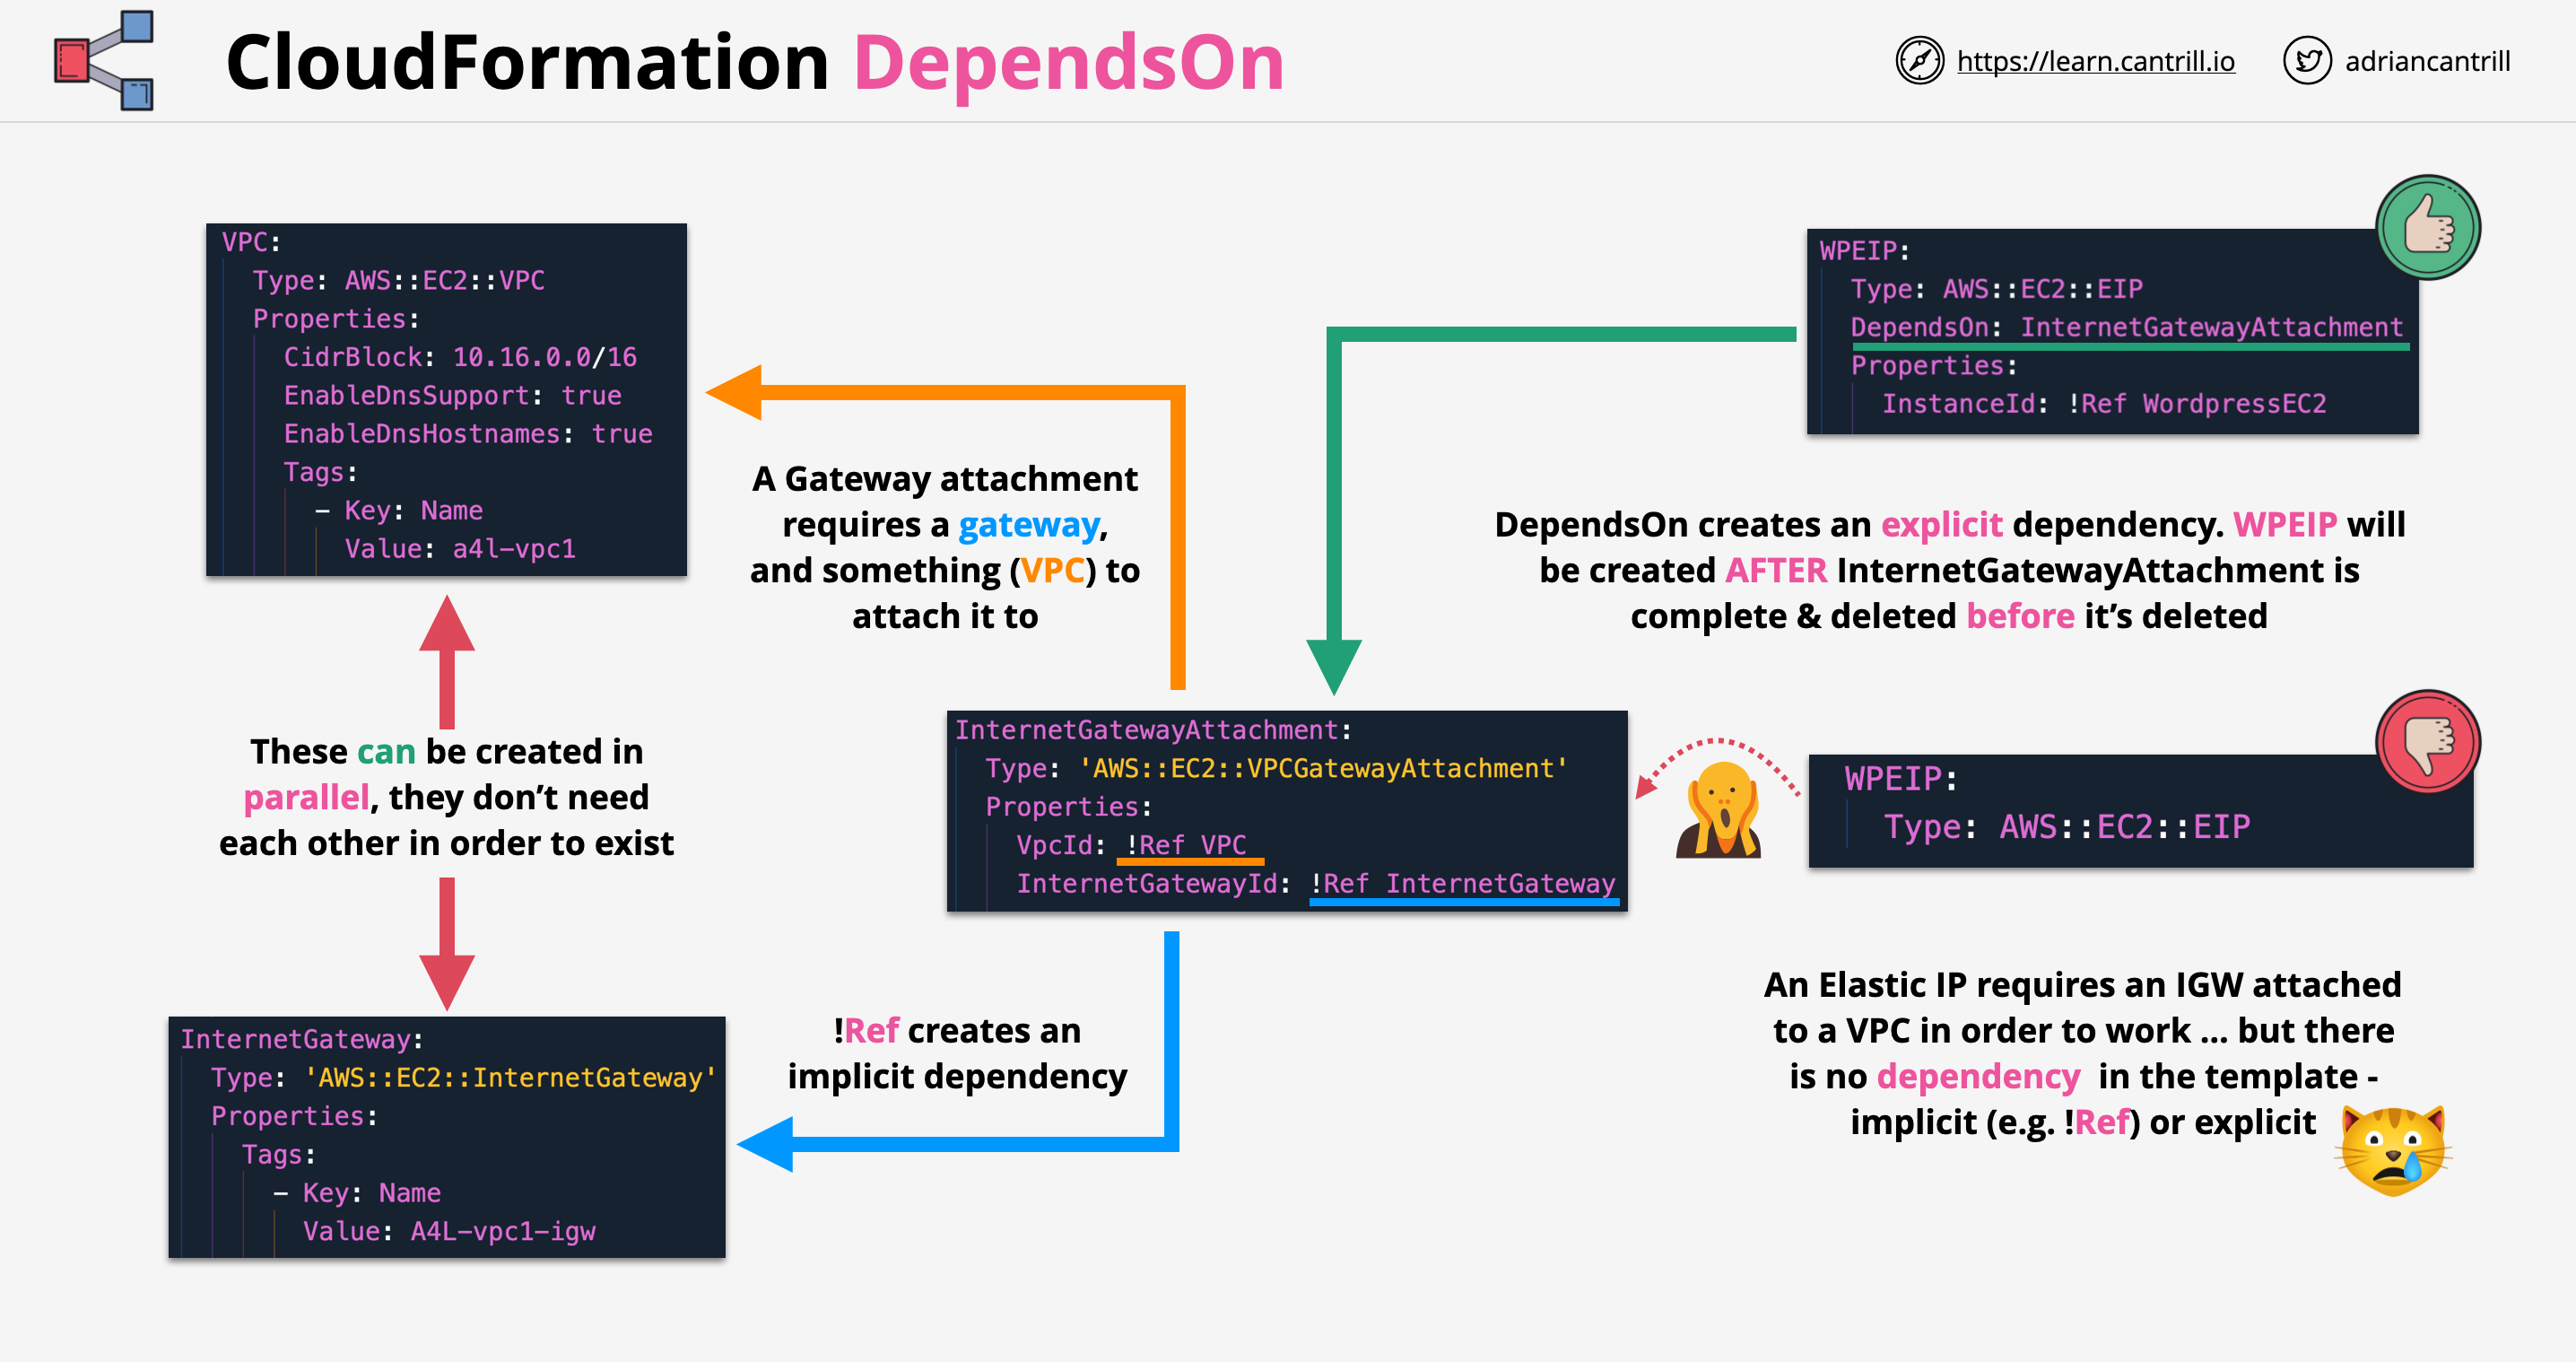 CloudFormation DependsOn
https://learn.cantrill.io
adriancantrill
VPC:
Type: AWS::EC2::VPC
Properties:
CidrBlock: 10.16.0.0/16
EnableDnsSupport: true
EnableDnsHostnames: true
Tags:
- Key: Name
Value: a4l-vpc1
A Gateway attachment
requires a gateway,
and something (VPC) to
attach it to
WPEIP:
Type: AWS::EC2::EIP
DependsOn: InternetGatewayAttachment
Properties:
InstanceId: !Ref WordpressEC2
DependsOn creates an explicit dependency. WPEIP will
be created AFTER InternetGatewayAttachment is
complete & deleted before it’s deleted
These can be created in
parallel, they don’t need
each other in order to exist
InternetGatewayAttachment:
Type: 'AWS::EC2::VPCGatewayAttachment'
Properties:
VpcId: !Ref VPC
InternetGatewayId: !Ref InternetGateway
WPEIP:
Type: AWS::EC2::EIP
InternetGateway:
Type: 'AWS::EC2::InternetGateway'
Properties:
Tags:
- Key: Name
Value: A4L-vpc1-igw
!Ref creates an
implicit dependency
An Elastic IP requires an IGW attached
to a VPC in order to work ... but there
is no dependency in the template -
implicit (e.g. !Ref) or explicit